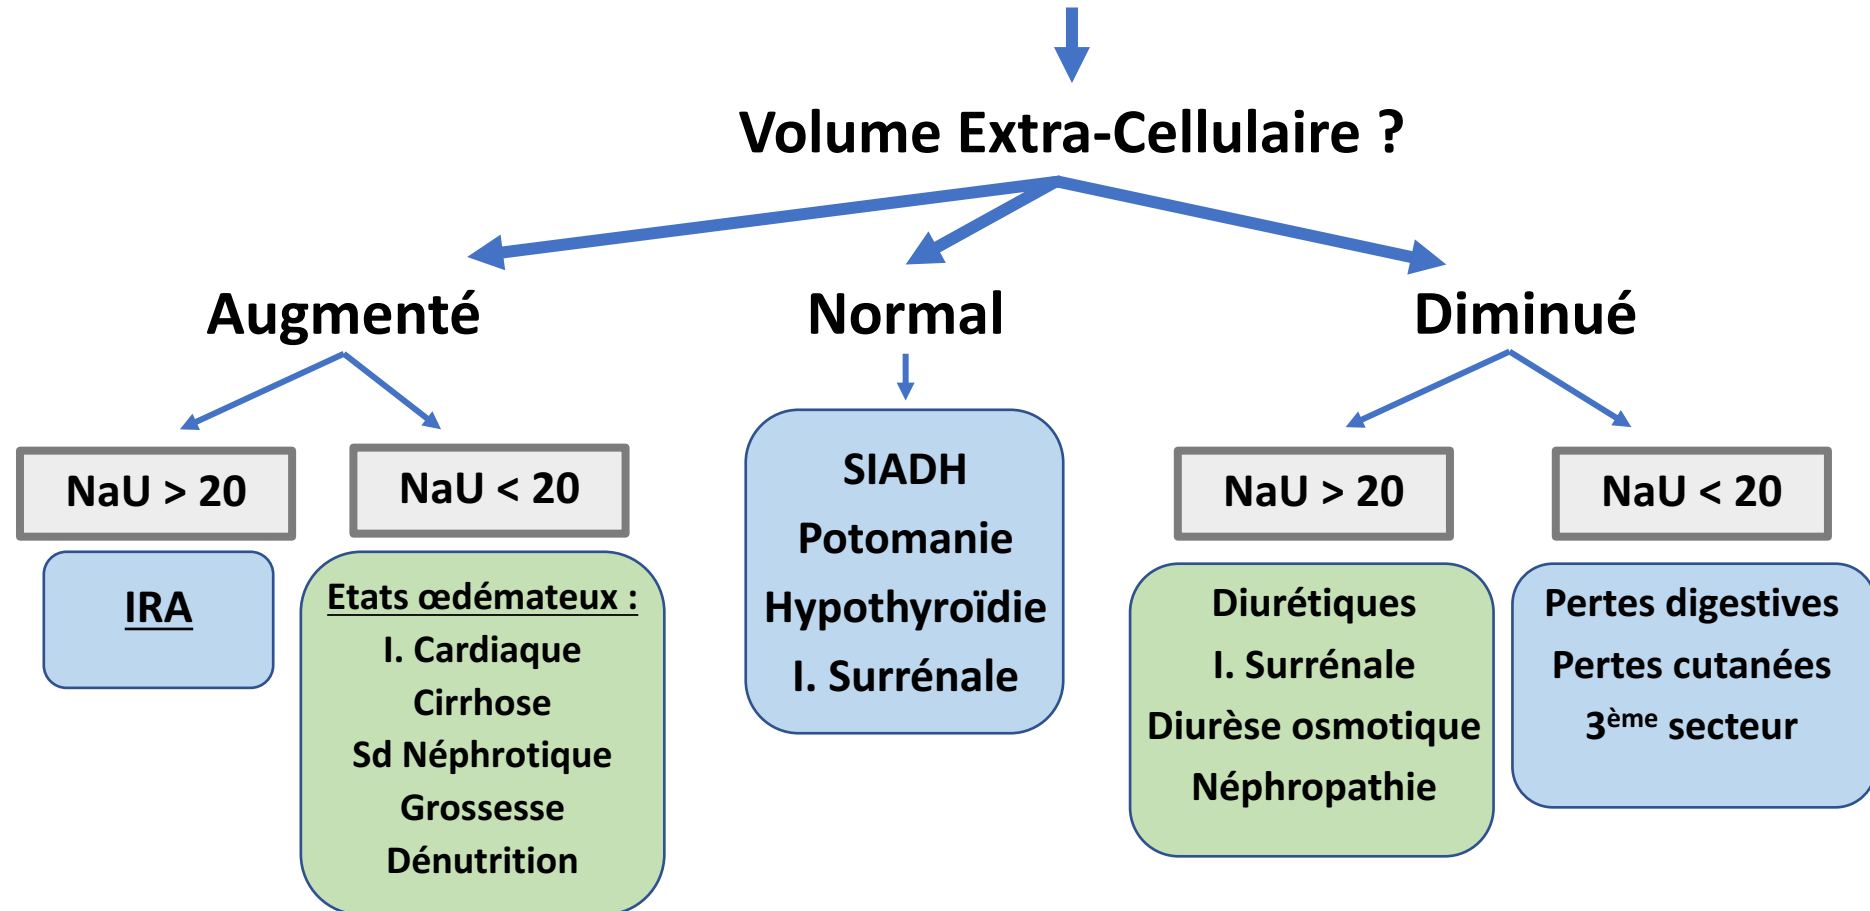 Volume Extra-Cellulaire ?
Augmenté
Normal
Diminué
NaU > 20
NaU < 20
IRA
Etats œdémateux :
I. Cardiaque
Cirrhose
Sd Néphrotique
Grossesse
Dénutrition
SIADH
Potomanie
Hypothyroïdie
I. Surrénale
NaU > 20
NaU < 20
Diurétiques
I. Surrénale
Diurèse osmotique
Néphropathie
Pertes digestives
Pertes cutanées
3ème secteur